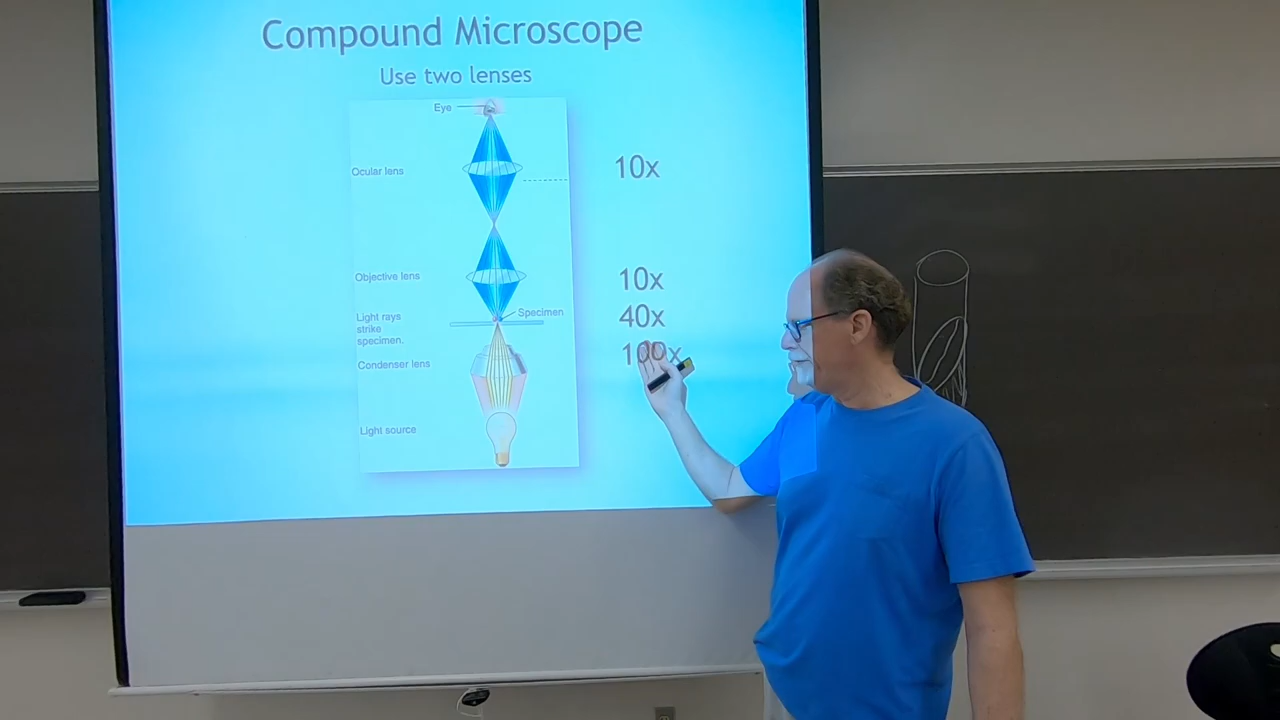 Compound Microscope
Use two lenses
Eye
Ocular lens
10x
Objective lens
10x
Light rays
strike
specimen.
Specimen
40x
100x
Condenser lens
Light source